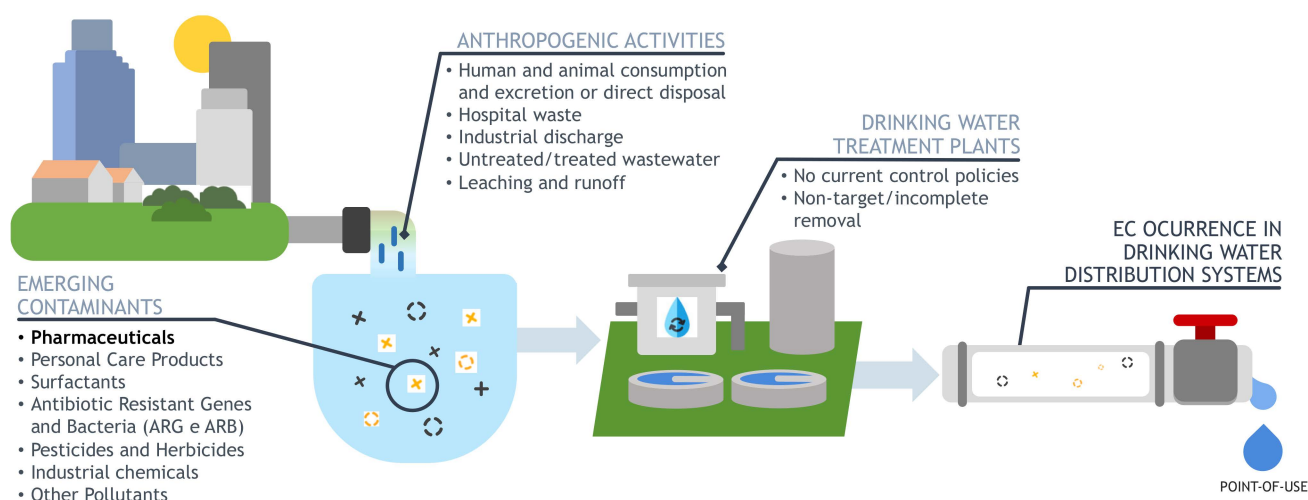 ANTHROPOGENIC ACTIVITIES
• Human and animal consumption
and excretion or direct disposal
• Hospital waste
• Industrial discharge
• Untreated/treated wastewater
• Leaching and runoff
DRINKING WATER
TREATMENT PLANTS
• No current control policies
• Non-target/incomplete
removal
EC OCURRENCE IN
DRINKING WATER
DISTRIBUTION SYSTEMS
EMERGING
CONTAMINANTS
• Pharmaceuticals
• Personal Care Products
• Surfactants
• Antibiotic Resistant Genes
and Bacteria (ARG e ARB)
• Pesticides and Herbicides
• Industrial chemicals
• Other Pollutants
POINT-OF-USE